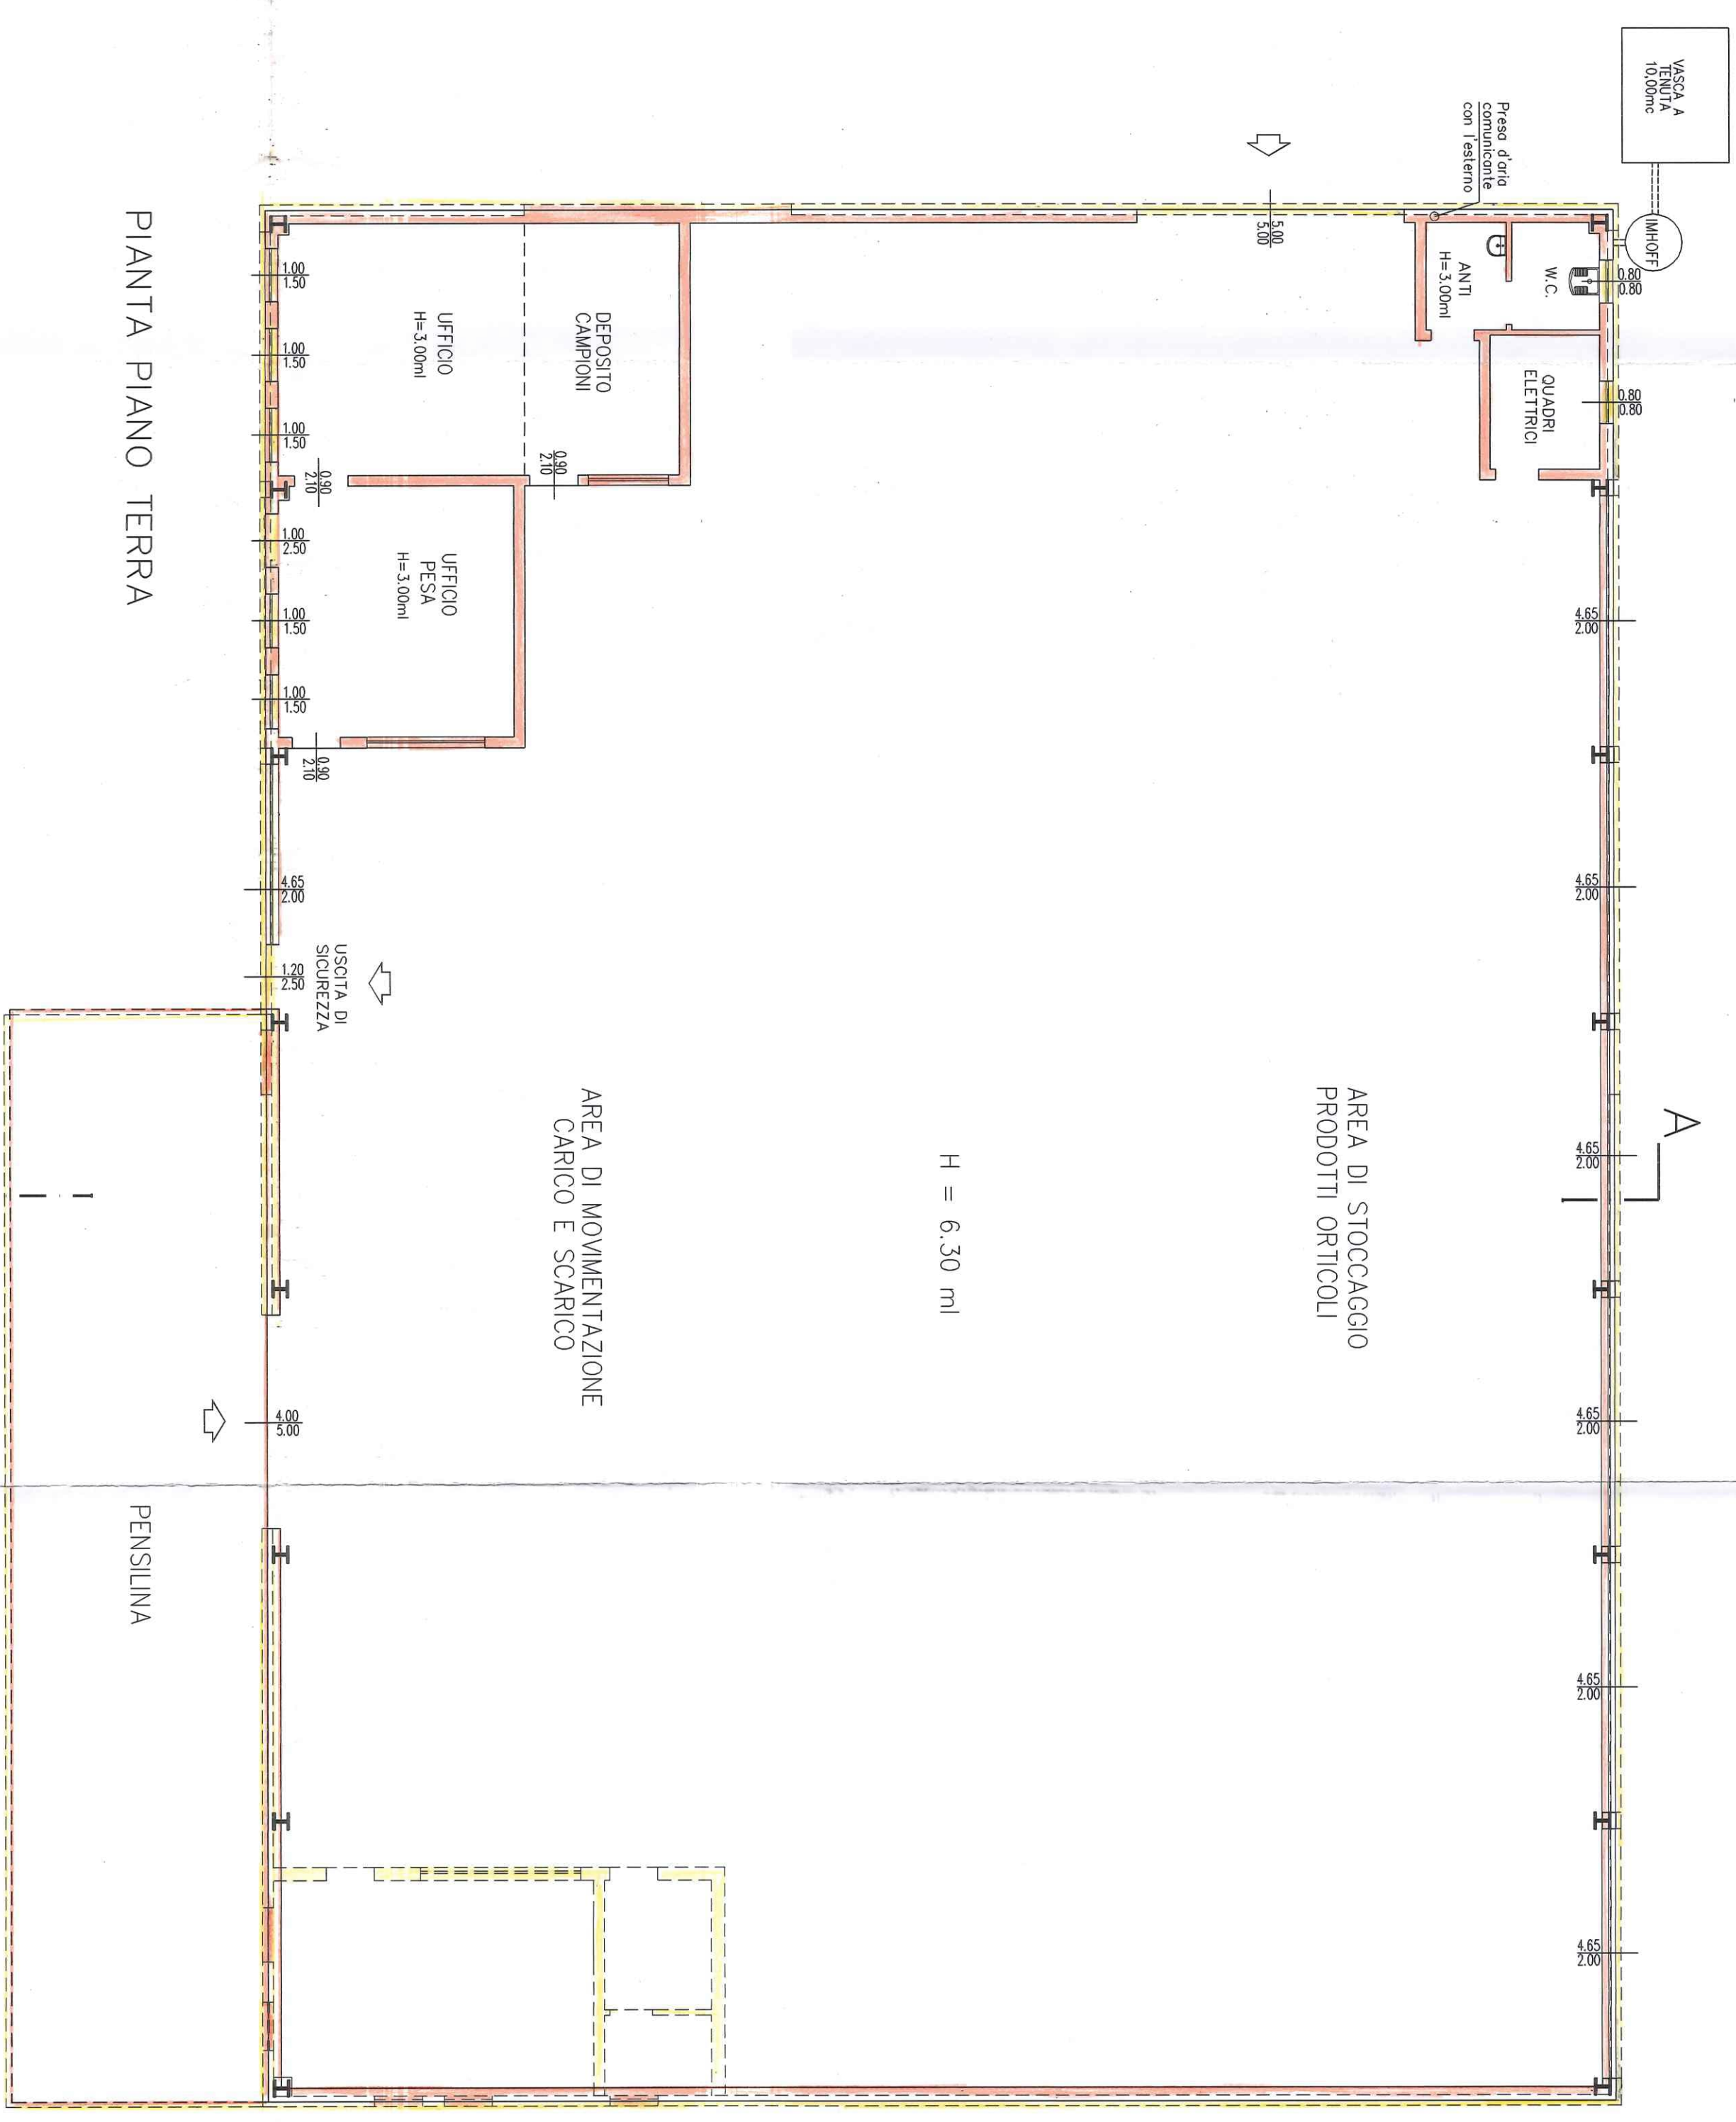 VASCA A
TENUTA
10,00mc
IMHOFF
Presa d'aria
comunicante
con l'esterno
W.C.
ANTI
H=3.00ml
QUADRI
ELETTRICI
0.80
0.80
0.80
0.80
4.65
2.00
4.65
2.00
4.65
2.00
4.65
2.00
4.65
2.00
4.65
2.00
A
AREA DI STOCCAGGIO
PRODOTTI ORTICOLI
5.00
5.00
H = 6.30 ml
DEPOSITO
CAMPIONI
UFFICIO
H=3.00ml
0.90
2.10
0.90
2.10
UFFICIO
PESA
H=3.00ml
0.90
2.10
AREA DI MOVIMENTAZIONE
CARICO E SCARICO
USCITA DI
SICUREZZA
1.00
1.50
1.00
1.50
1.00
1.50
1.00
2.50
1.00
1.50
1.00
1.50
4.65
2.00
1.20
2.50
4.00
5.00
PENSILINA
PIANTA PIANO TERRA